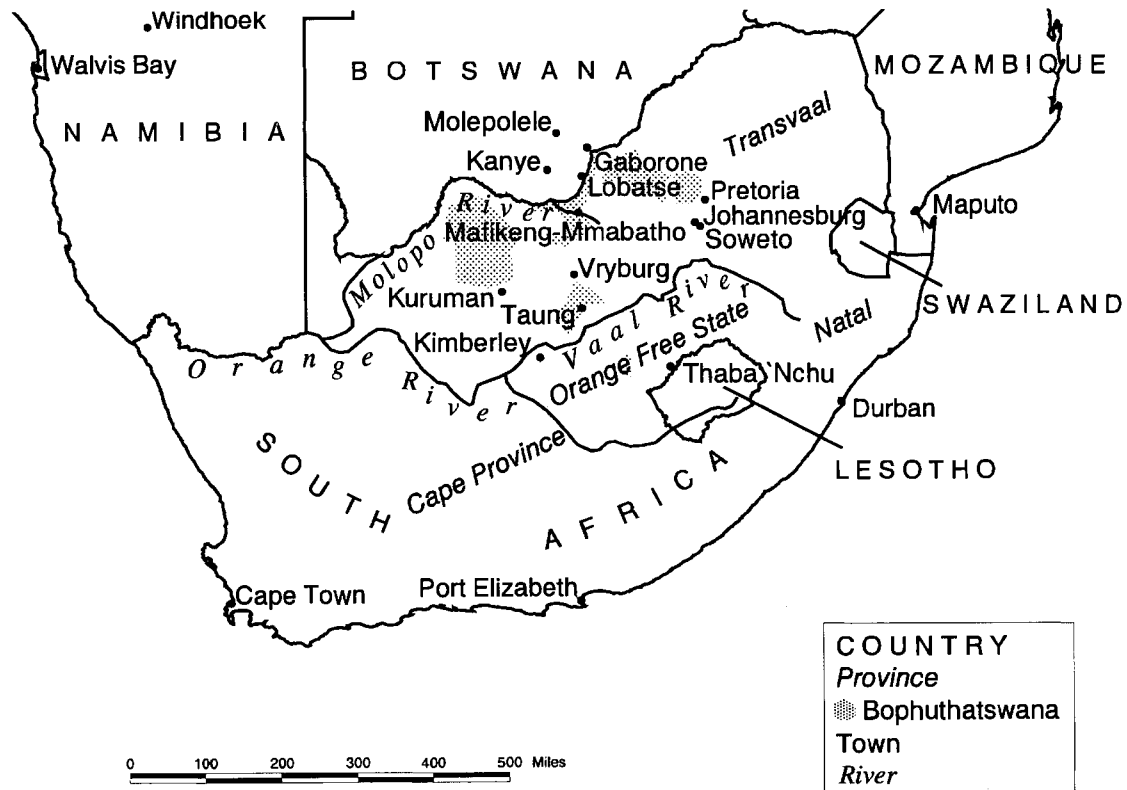 Windhoek
Walvis Bay
BOTSWANA
MOZAMBIQUE
NAMIBIA
Molepolele
Transvaal
Kanye
Gaborone
Lobatse
Pretoria
Molopo River
Johannesburg
Maputo
Mafikeng-Mmabatho
Soweto
Vryburg
Kuruman
Taung
SWAZILAND
Natal
Kimberley
Vaal River
Orange Free State
Orange River
Thaba 'Nchu
Durban
LESOTHO
Cape Province
SOUTH AFRICA
Cape Town
Port Elizabeth
COUNTRY
Province
Bophuthatswana
Town
River
0 100 200 300 400 500 Miles